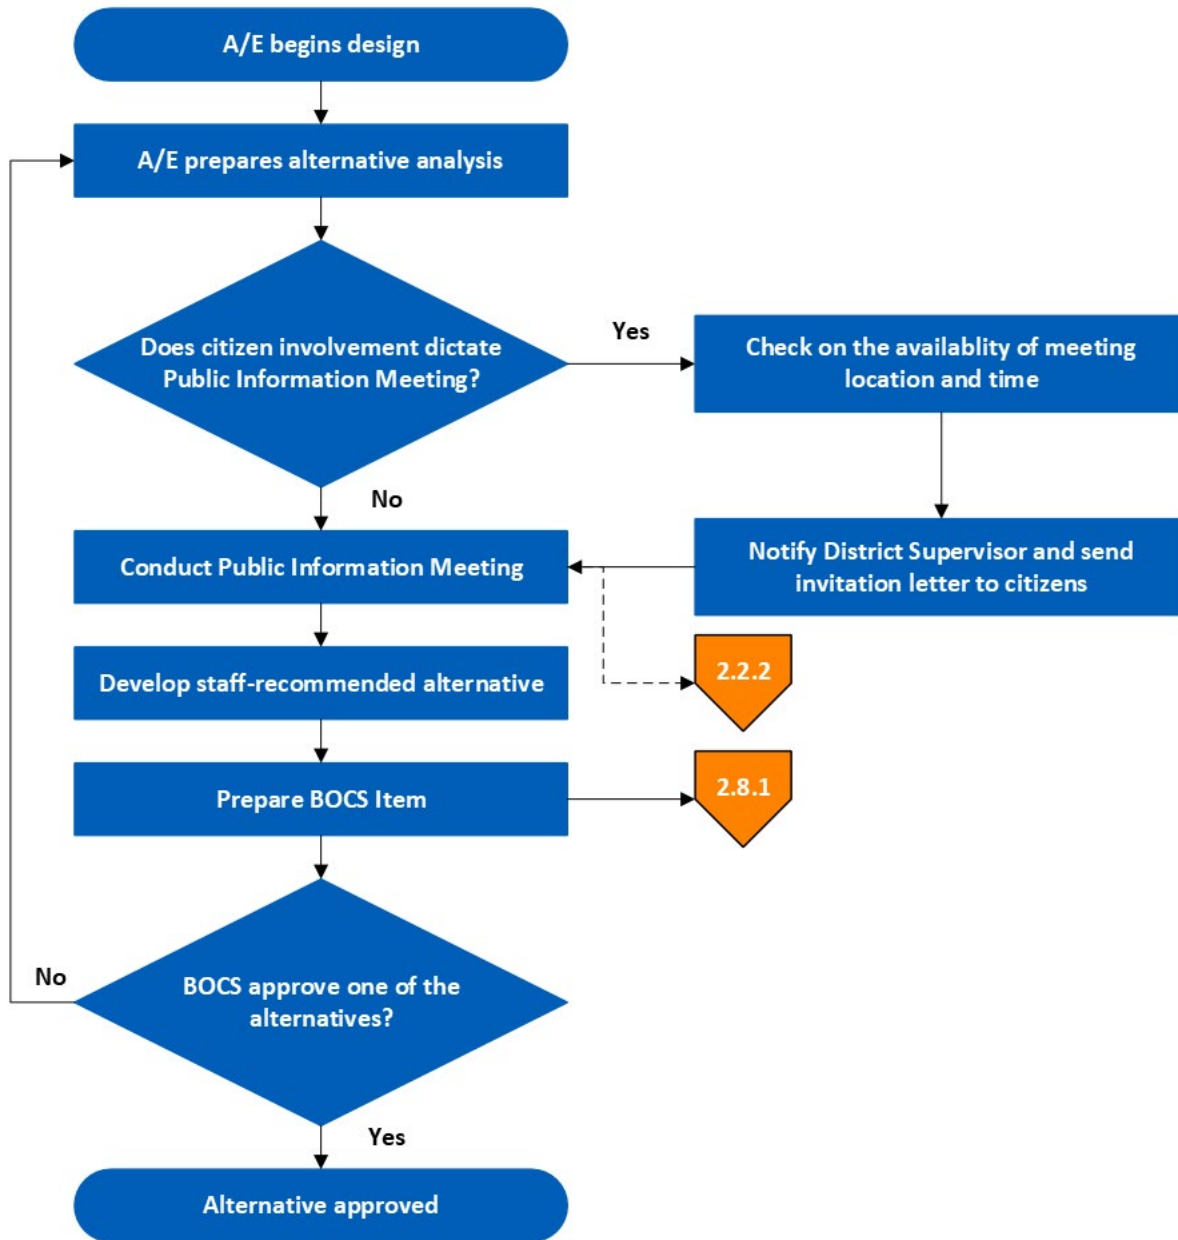 A/E begins design
A/E prepares alternative analysis
Does citizen involvement dictate
Public Information Meeting?
Yes
Check on the availablity of meeting
location and time
No
Conduct Public Information Meeting
Notify District Supervisor and send
invitation letter to citizens
Develop staff-recommended alternative
2.2.2
Prepare BOCS Item
2.8.1
No
BOCS approve one of the
alternatives?
Yes
Alternative approved